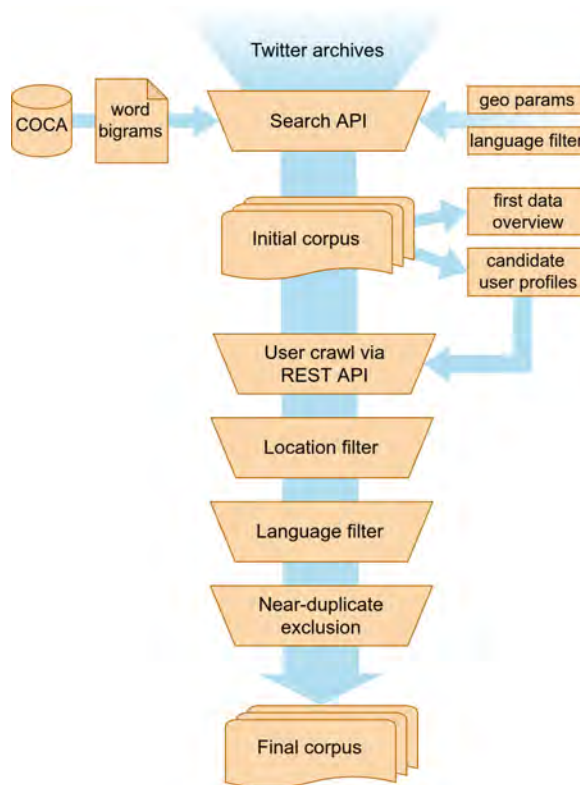 Twitter archives
COCA
word
bigrams
Search API
geo params
language filter
Initial corpus
first data
overview
candidate
user profiles
User crawl via
REST API
Location filter
Language filter
Near-duplicate
exclusion
Final corpus